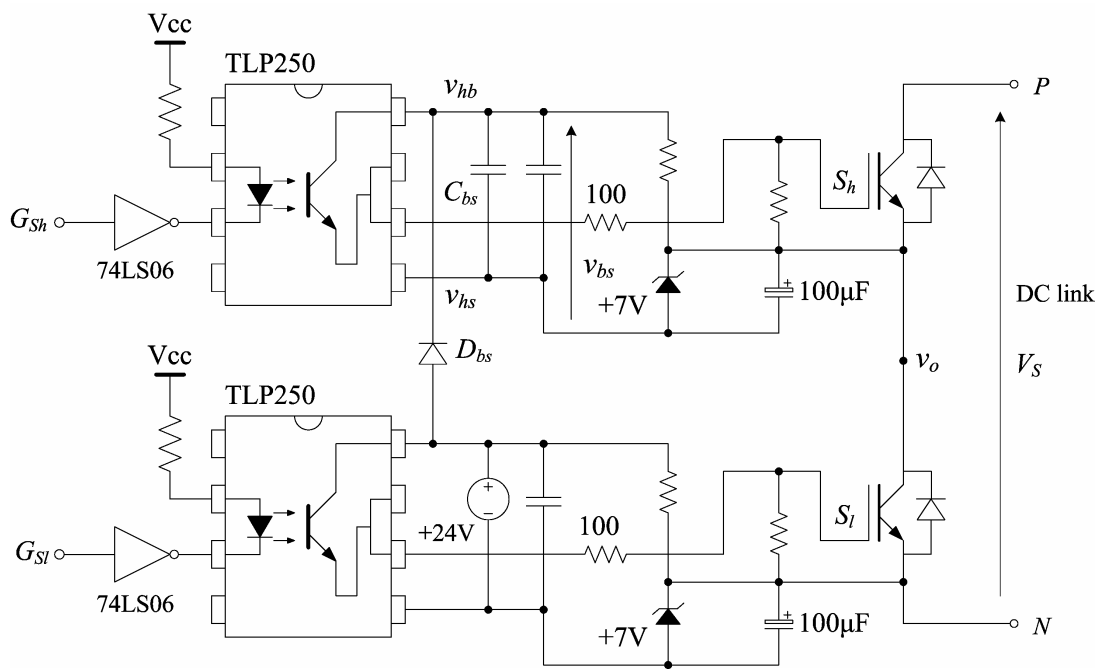 Vcc
TLP250
v_hb
P
C_bs
100
S_h
G_Sh
74LS06
v_bs
v_hs
+7V
100μF
DC link
Vcc
D_bs
v_o
V_S
TLP250
+
−
+24V
100
S_l
G_Sl
74LS06
+7V
100μF
N